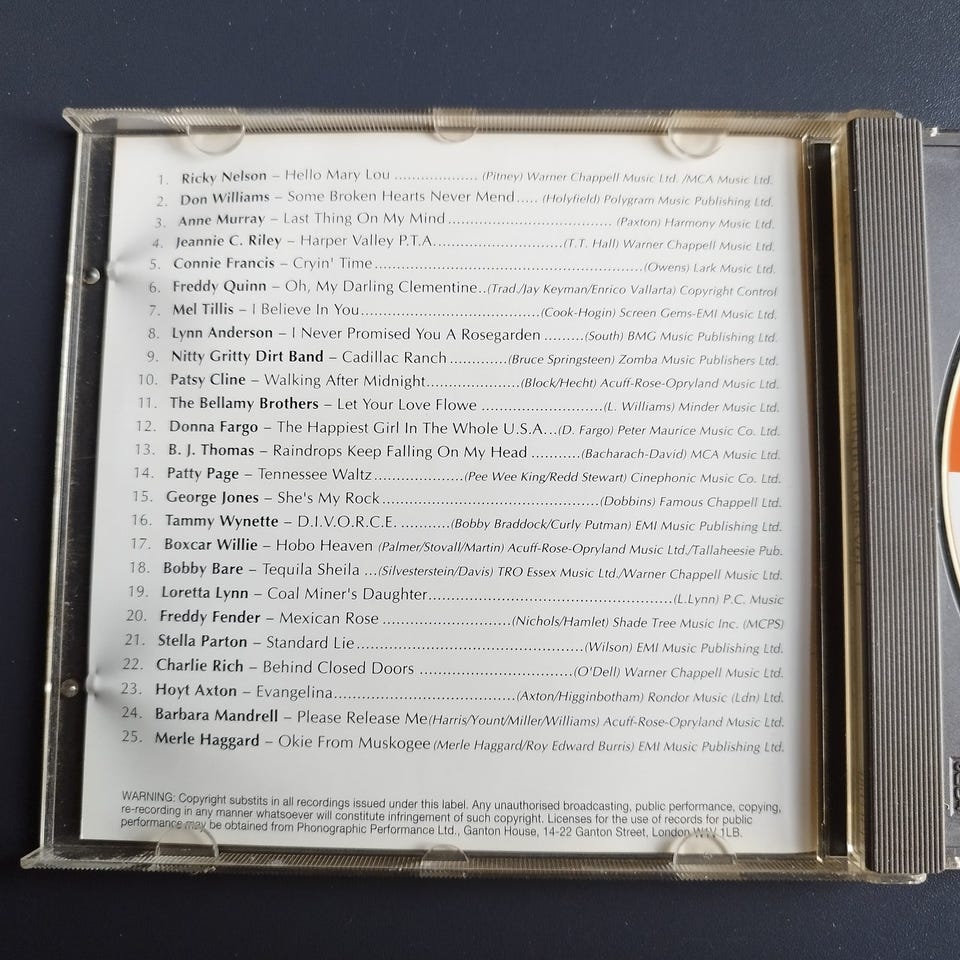 1. Ricky Nelson – Hello Mary Lou .................. (Pitney) Warner Chappell Music Ltd. /MCA Music Ltd.
2. Don Williams – Some Broken Hearts Never Mend ..... (Holyfield) Polygram Music Publishing Ltd.
3. Anne Murray – Last Thing On My Mind .................................... (Paxton) Harmony Music Ltd.
4. Jeannie C. Riley – Harper Valley P.T.A. ............................(T.T. Hall) Warner Chappell Music Ltd.
5. Connie Francis – Cryin' Time ............................................................(Owens) Lark Music Ltd.
6. Freddy Quinn – Oh, My Darling Clementine..(Trad./Jay Keyman/Enrico Vallarta) Copyright Control
7. Mel Tillis – I Believe In You ........................................(Cook-Hogin) Screen Gems-EMI Music Ltd.
8. Lynn Anderson – I Never Promised You A Rosegarden .........(South) BMG Music Publishing Ltd.
9. Nitty Gritty Dirt Band – Cadillac Ranch .............(Bruce Springsteen) Zomba Music Publishers Ltd.
10. Patsy Cline – Walking After Midnight.....................(Block/Hecht) Acuff-Rose-Opryland Music Ltd.
11. The Bellamy Brothers – Let Your Love Flowe ...........................(L. Williams) Minder Music Ltd.
12. Donna Fargo – The Happiest Girl In The Whole U.S.A...(D. Fargo) Peter Maurice Music Co. Ltd.
13. B. J. Thomas – Raindrops Keep Falling On My Head ...........(Bacharach-David) MCA Music Ltd.
14. Patty Page – Tennessee Waltz ...................(Pee Wee King/Redd Stewart) Cinephonic Music Co. Ltd.
15. George Jones – She's My Rock .................................................(Dobbins) Famous Chappell Ltd.
16. Tammy Wynette – D.I.V.O.R.C.E. ...........(Bobby Braddock/Curly Putman) EMI Music Publishing Ltd.
17. Boxcar Willie – Hobo Heaven (Palmer/Stovall/Martin) Acuff-Rose-Opryland Music Ltd./Tallaheesie Pub.
18. Bobby Bare – Tequila Sheila ...(Silvesterstein/Davis) TRO Essex Music Ltd./Warner Chappell Music Ltd.
19. Loretta Lynn – Coal Miner's Daughter.......................................................(L.Lynn) P.C. Music
20. Freddy Fender – Mexican Rose .............................(Nichols/Hamlet) Shade Tree Music Inc. (MCPS)
21. Stella Parton – Standard Lie ..................................................(Wilson) EMI Music Publishing Ltd.
22. Charlie Rich – Behind Closed Doors ..................................(O'Dell) Warner Chappell Music Ltd.
23. Hoyt Axton – Evangelina........................................(Axton/Higginbotham) Rondor Music (Ldn) Ltd.
24. Barbara Mandrell – Please Release Me (Harris/Yount/Miller/Williams) Acuff-Rose-Opryland Music Ltd.
25. Merle Haggard – Okie From Muskogee (Merle Haggard/Roy Edward Burris) EMI Music Publishing Ltd.
WARNING: Copyright substits in all recordings issued under this label. Any unauthorised broadcasting, public performance, copying,
re-recording in any manner whatsoever will constitute infringement of such copyright. Licenses for the use of records for public
performance may be obtained from Phonographic Performance Ltd., Ganton House, 14-22 Ganton Street, London W1V 1LB.